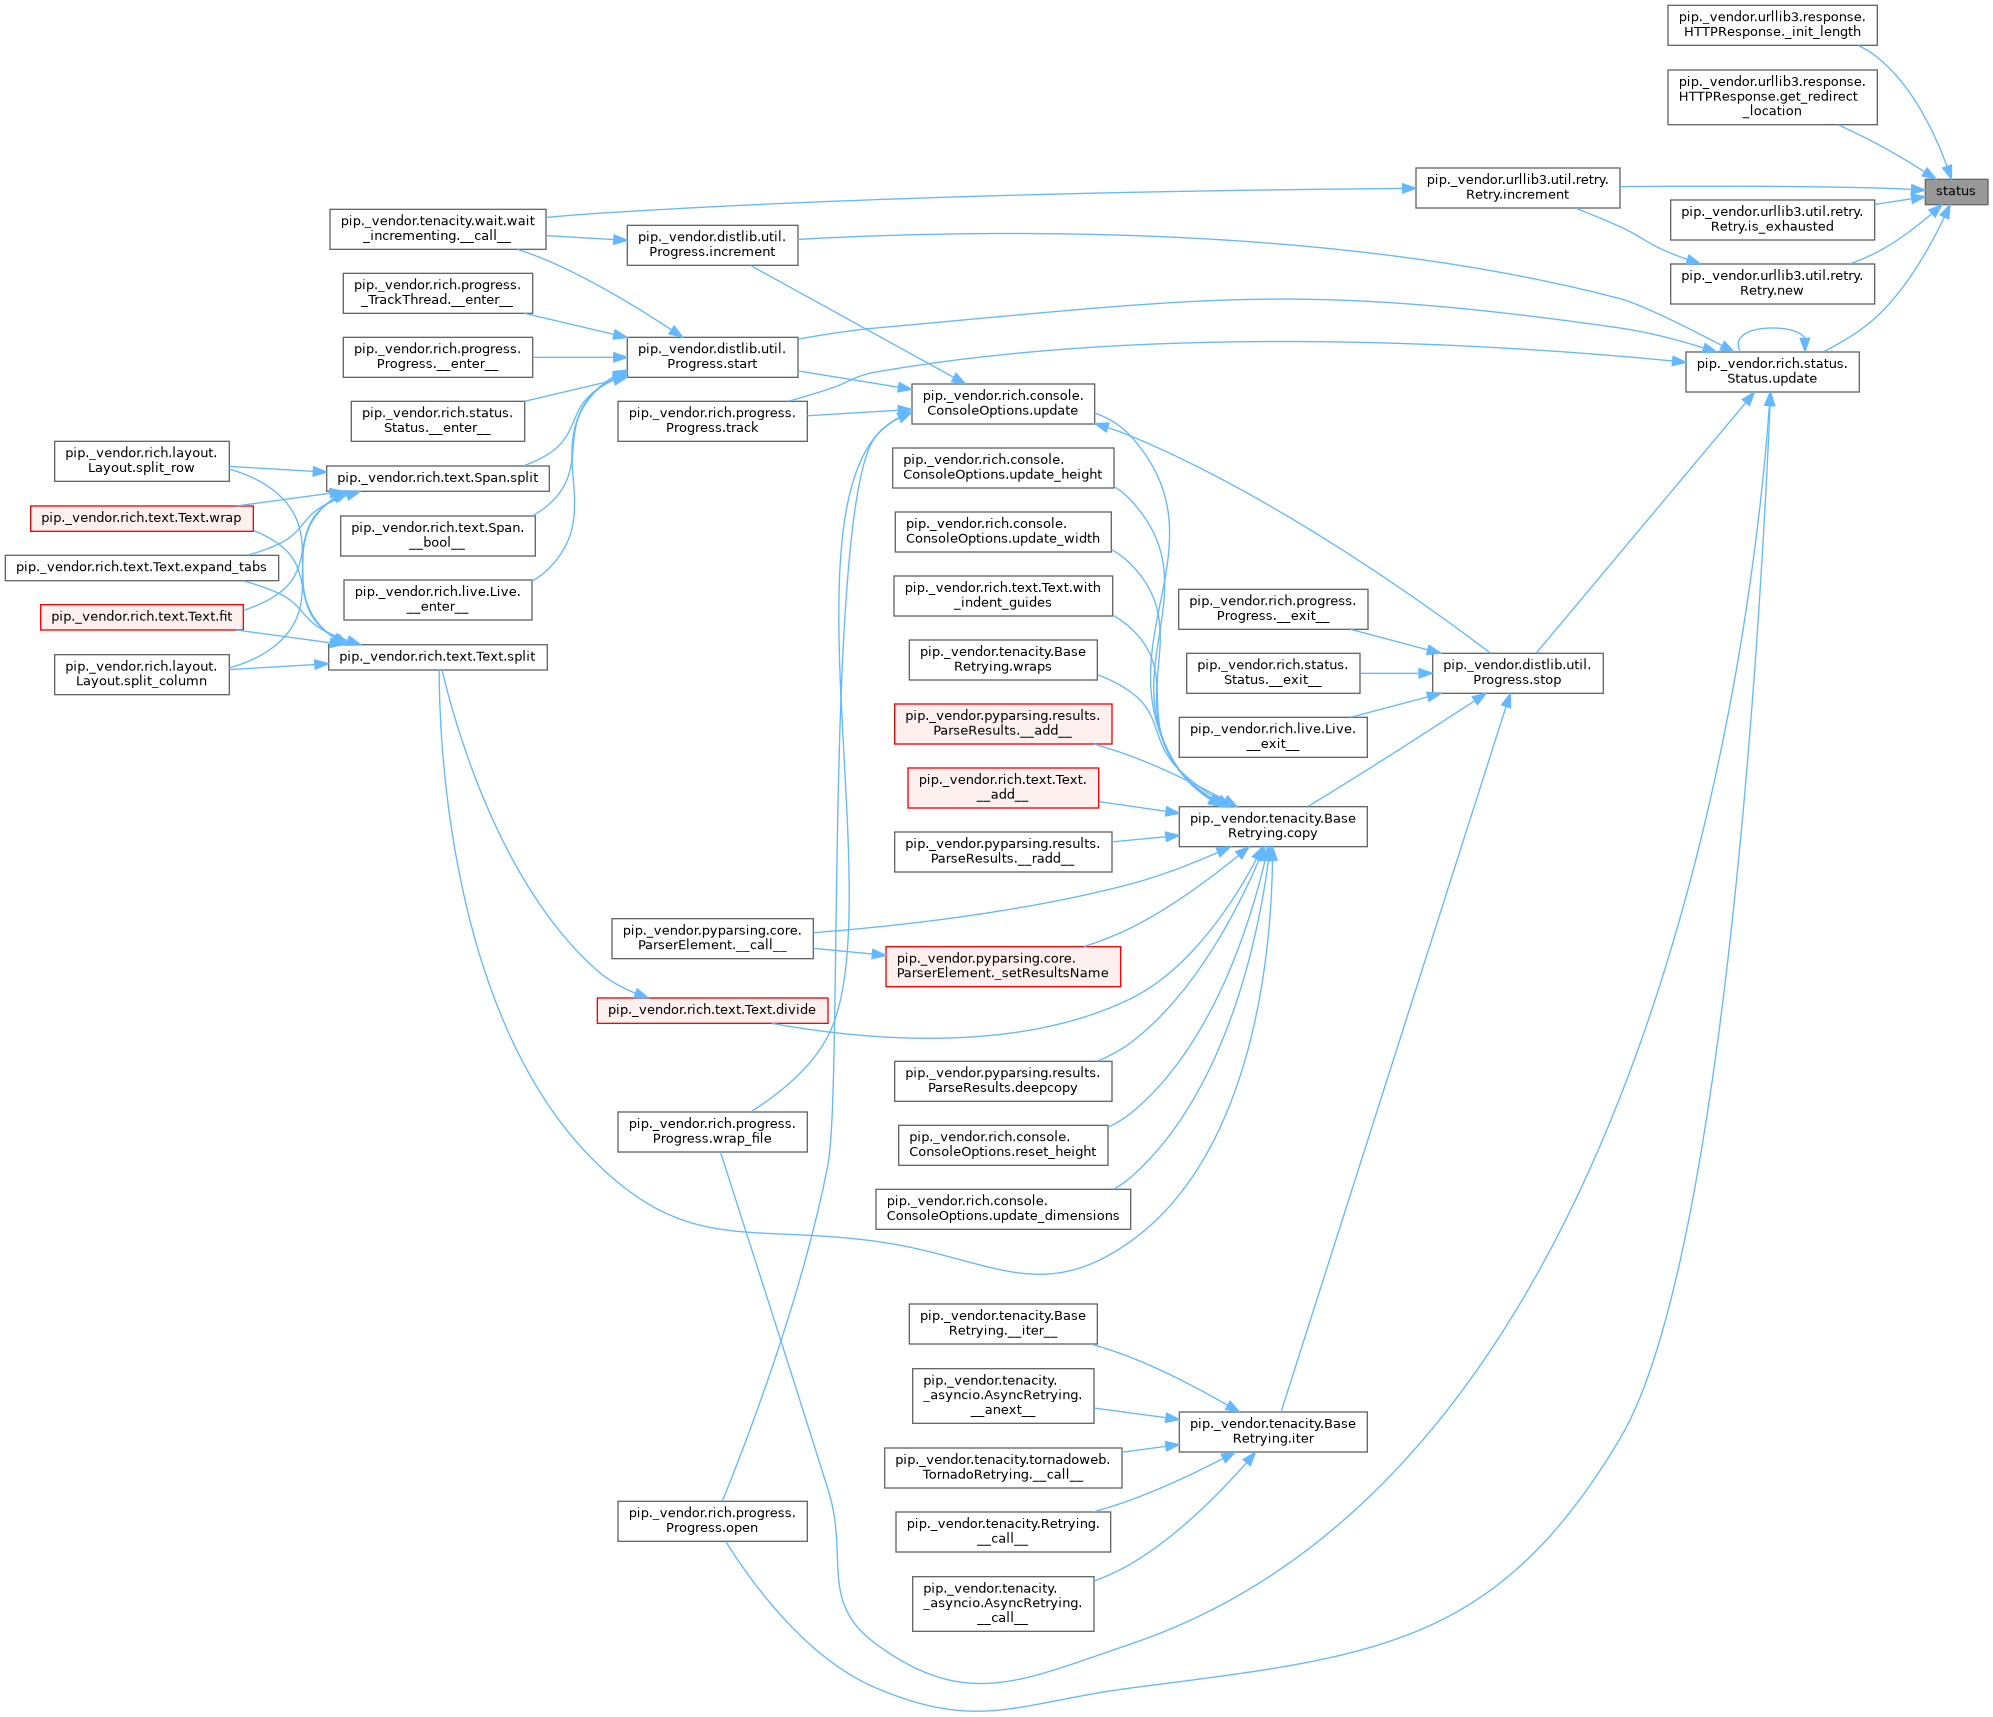 pip._vendor.urllib3.response.
HTTPResponse._init_length
pip._vendor.urllib3.response.
HTTPResponse.get_redirect
_location
status
pip._vendor.urllib3.util.retry.
Retry.increment
pip._vendor.urllib3.util.retry.
Retry.is_exhausted
pip._vendor.urllib3.util.retry.
Retry.new
pip._vendor.rich.status.
Status.update
pip._vendor.tenacity.wait.wait
_incrementing.__call__
pip._vendor.distlib.util.
Progress.increment
pip._vendor.rich.progress.
_TrackThread.__enter__
pip._vendor.rich.progress.
Progress.__enter__
pip._vendor.distlib.util.
Progress.start
pip._vendor.rich.status.
Status.__enter__
pip._vendor.rich.progress.
Progress.track
pip._vendor.rich.console.
ConsoleOptions.update
pip._vendor.rich.layout.
Layout.split_row
pip._vendor.rich.text.Span.split
pip._vendor.rich.text.Text.wrap
pip._vendor.rich.text.Span.
__bool__
pip._vendor.rich.text.Text.expand_tabs
pip._vendor.rich.live.Live.
__enter__
pip._vendor.rich.text.Text.fit
pip._vendor.rich.text.Text.split
pip._vendor.rich.layout.
Layout.split_column
pip._vendor.rich.console.
ConsoleOptions.update_height
pip._vendor.rich.console.
ConsoleOptions.update_width
pip._vendor.rich.text.Text.with
_indent_guides
pip._vendor.tenacity.Base
Retrying.wraps
pip._vendor.pyparsing.results.
ParseResults.__add__
pip._vendor.rich.text.Text.
__add__
pip._vendor.pyparsing.results.
ParseResults.__radd__
pip._vendor.rich.progress.
Progress.__exit__
pip._vendor.rich.status.
Status.__exit__
pip._vendor.rich.live.Live.
__exit__
pip._vendor.distlib.util.
Progress.stop
pip._vendor.tenacity.Base
Retrying.copy
pip._vendor.pyparsing.core.
ParserElement.__call__
pip._vendor.pyparsing.core.
ParserElement._setResultsName
pip._vendor.rich.text.Text.divide
pip._vendor.pyparsing.results.
ParseResults.deepcopy
pip._vendor.rich.progress.
Progress.wrap_file
pip._vendor.rich.console.
ConsoleOptions.reset_height
pip._vendor.rich.console.
ConsoleOptions.update_dimensions
pip._vendor.tenacity.Base
Retrying.__iter__
pip._vendor.tenacity.
_asyncio.AsyncRetrying.
__anext__
pip._vendor.tenacity.Base
Retrying.iter
pip._vendor.tenacity.tornadoweb.
TornadoRetrying.__call__
pip._vendor.rich.progress.
Progress.open
pip._vendor.tenacity.Retrying.
__call__
pip._vendor.tenacity.
_asyncio.AsyncRetrying.
__call__